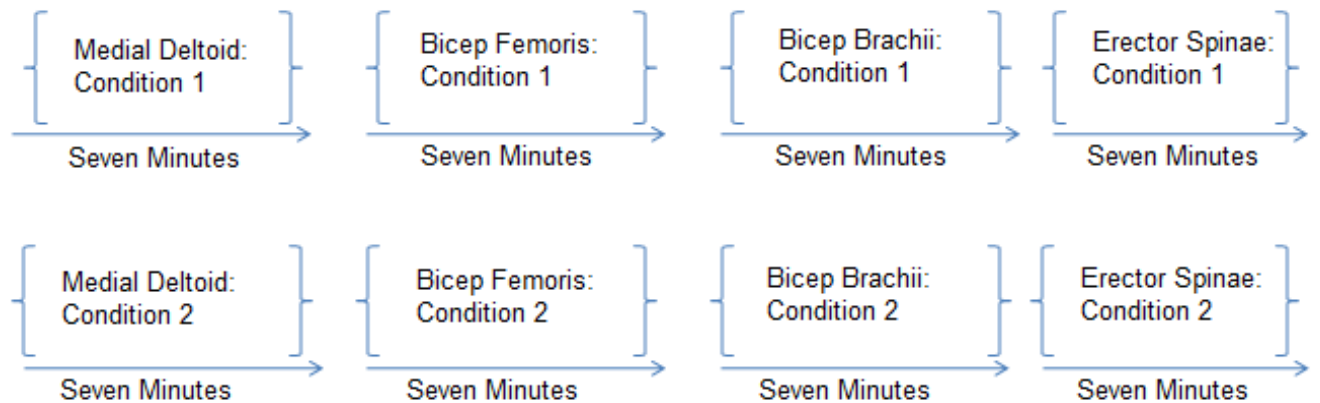 Medial Deltoid:
Condition 1
Seven Minutes
Bicep Femoris:
Condition 1
Seven Minutes
Bicep Brachii:
Condition 1
Seven Minutes
Erector Spinae:
Condition 1
Seven Minutes
Medial Deltoid:
Condition 2
Seven Minutes
Bicep Femoris:
Condition 2
Seven Minutes
Bicep Brachii:
Condition 2
Seven Minutes
Erector Spinae:
Condition 2
Seven Minutes